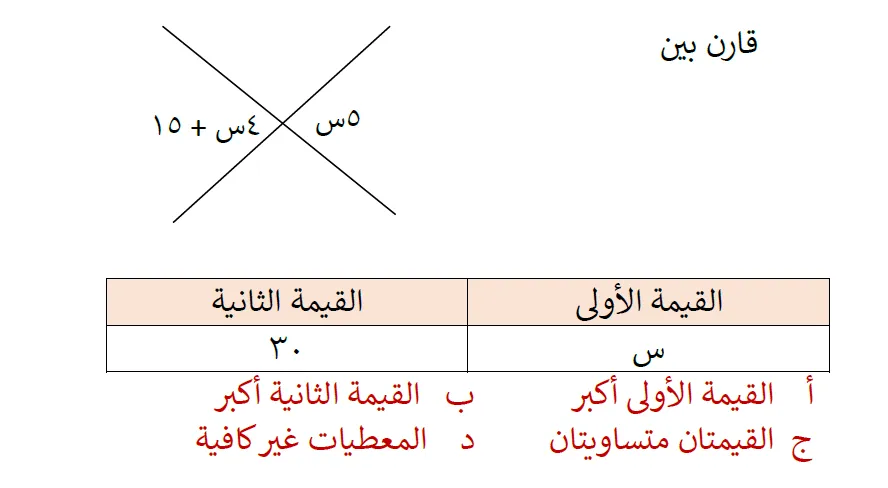 قارن بين
٥س
٤س + ١٥
القيمة الأولى القيمة الثانية
س ٣٠
أ القيمة الأولى أكبر ب القيمة الثانية أكبر
ج القيمتان متساويتان د المعطيات غير كافية